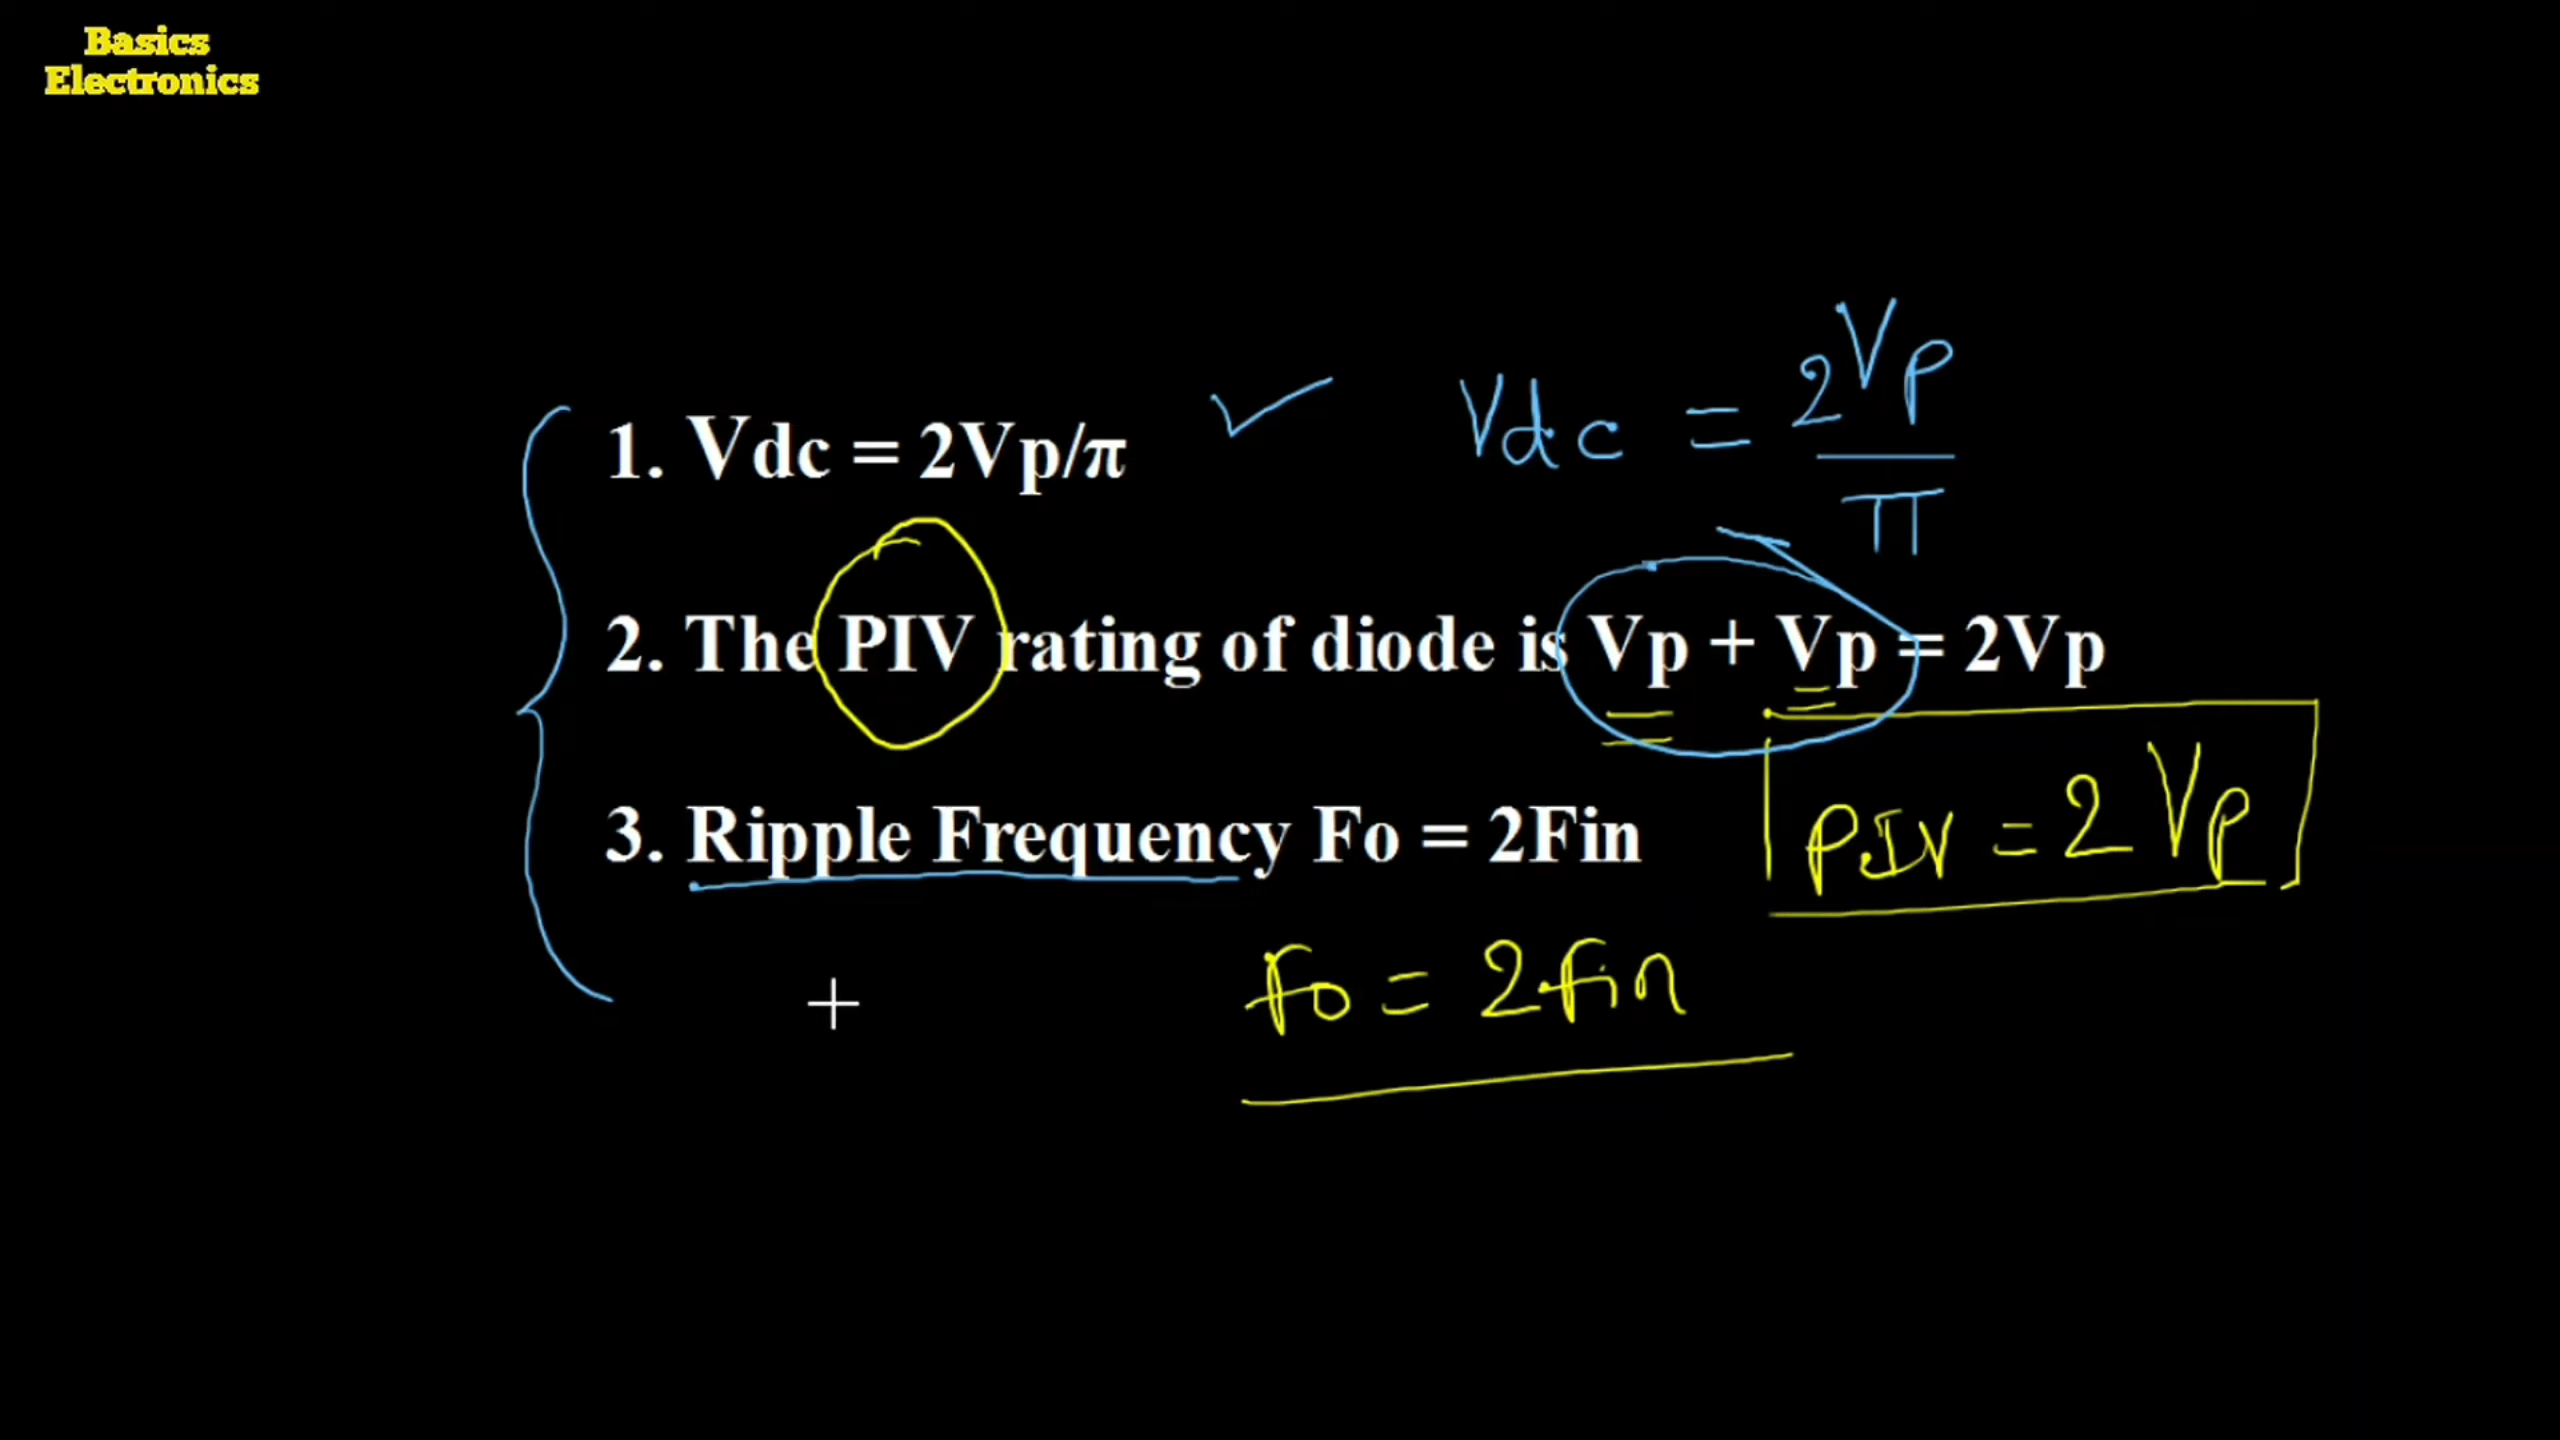 Basics
Electronics
1. Vdc = 2Vp/π
Vdc = 2Vp
π
2. The PIV rating of diode is Vp + Vp = 2Vp
3. Ripple Frequency Fo = 2Fin
PIV = 2Vp
Fo = 2Fin